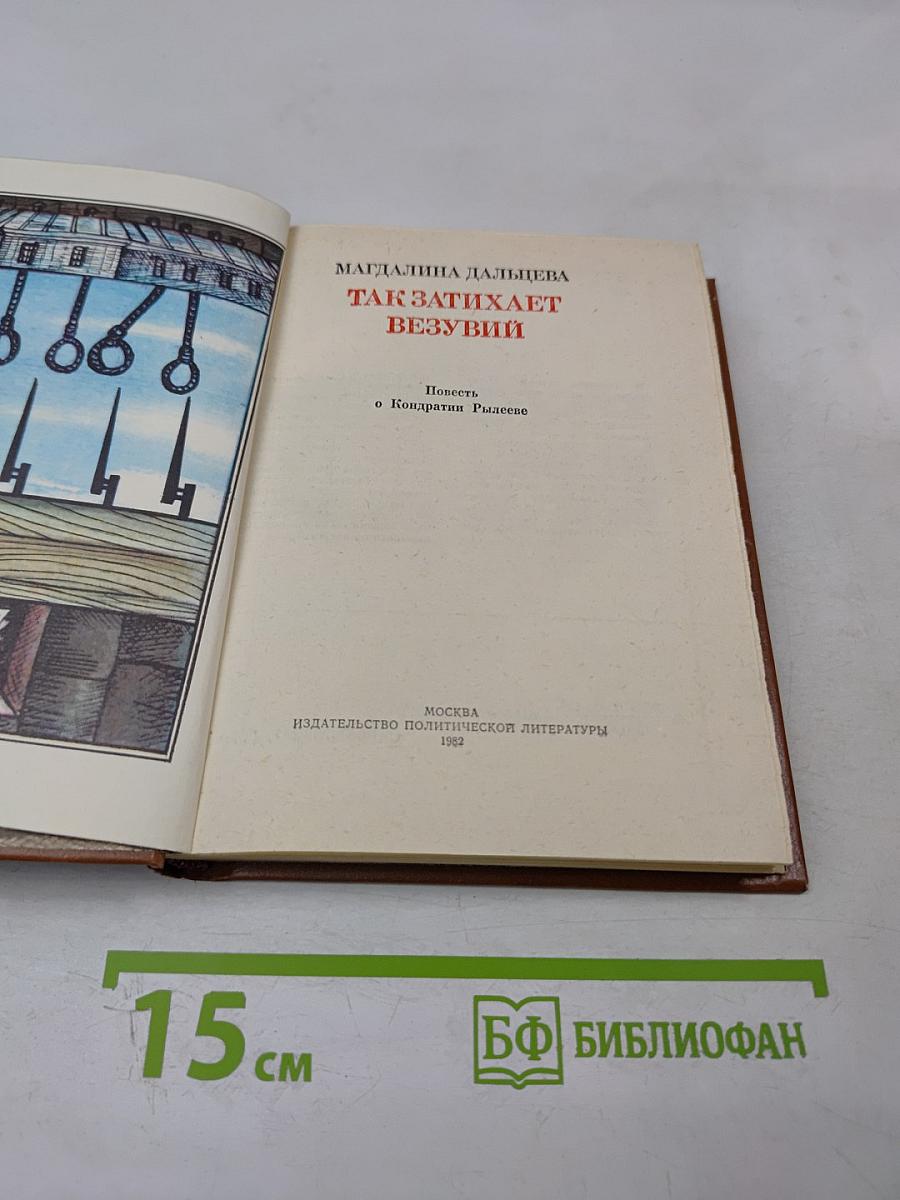 МАГДАЛИНА ДАЛЬЦЕВА
ТАК ЗАТИХАЕТ
ВЕЗУВИЙ
Повесть
о Кондратии Рылееве
МОСКВА
ИЗДАТЕЛЬСТВО ПОЛИТИЧЕСКОЙ ЛИТЕРАТУРЫ
1982
15 см
БФ БИБЛИОФАН